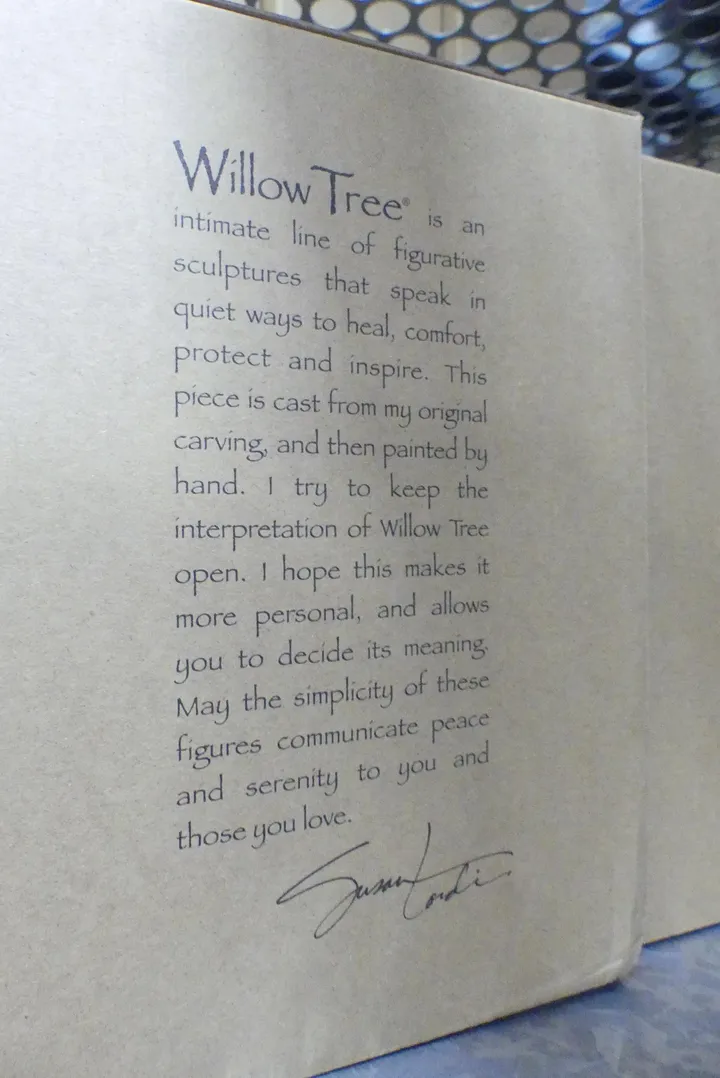 Willow Tree® is an
intimate line of figurative
sculptures that speak in
quiet ways to heal, comfort,
protect and inspire. This
piece is cast from my original
carving, and then painted by
hand. I try to keep the
interpretation of Willow Tree
open. I hope this makes it
more personal, and allows
you to decide its meaning.
May the simplicity of these
figures communicate peace
and serenity to you and
those you love.
Susan Lordi